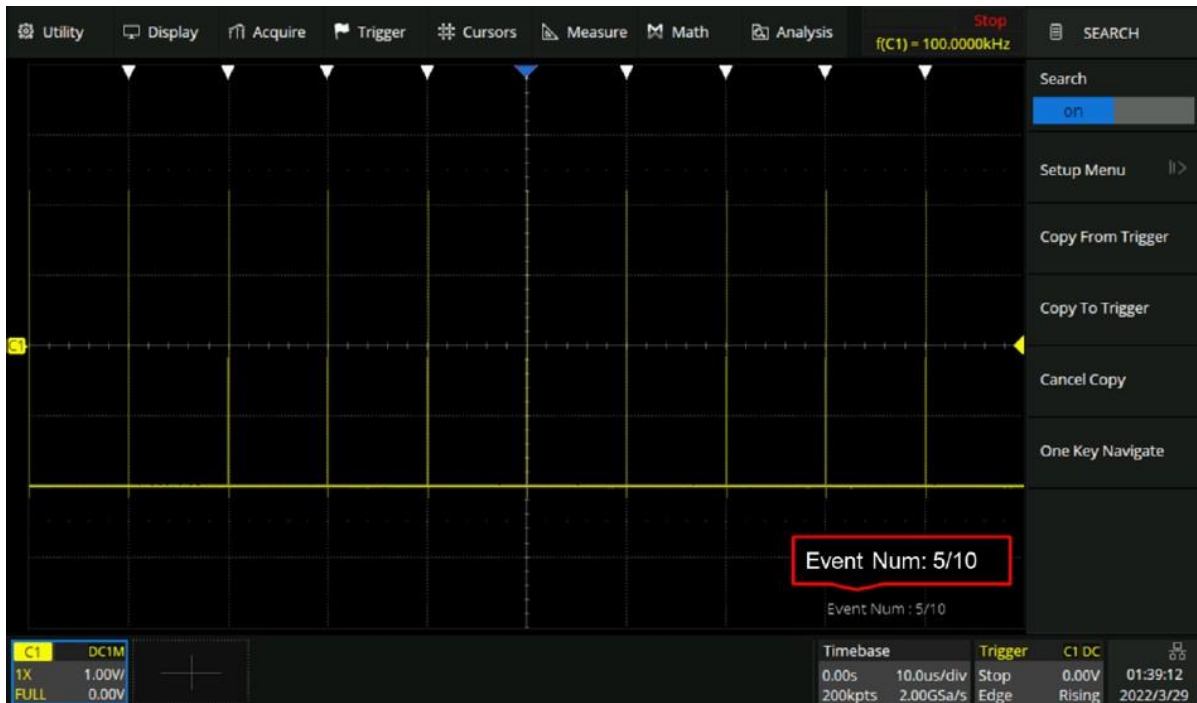 Utility Display Acquire Trigger Cursors Measure Math Analysis
Stop
f(C1) = 100.0000kHz
SEARCH
Search
on
Setup Menu
Copy From Trigger
Copy To Trigger
Cancel Copy
One Key Navigate
C1
Event Num: 5/10
Event Num : 5/10
C1 DC1M
1X 1.00V/
FULL 0.00V
Timebase
0.00s 10.0us/div
200kpts 2.00GSa/s
Trigger C1 DC
Stop 0.00V
Edge Rising
01:39:12
2022/3/29